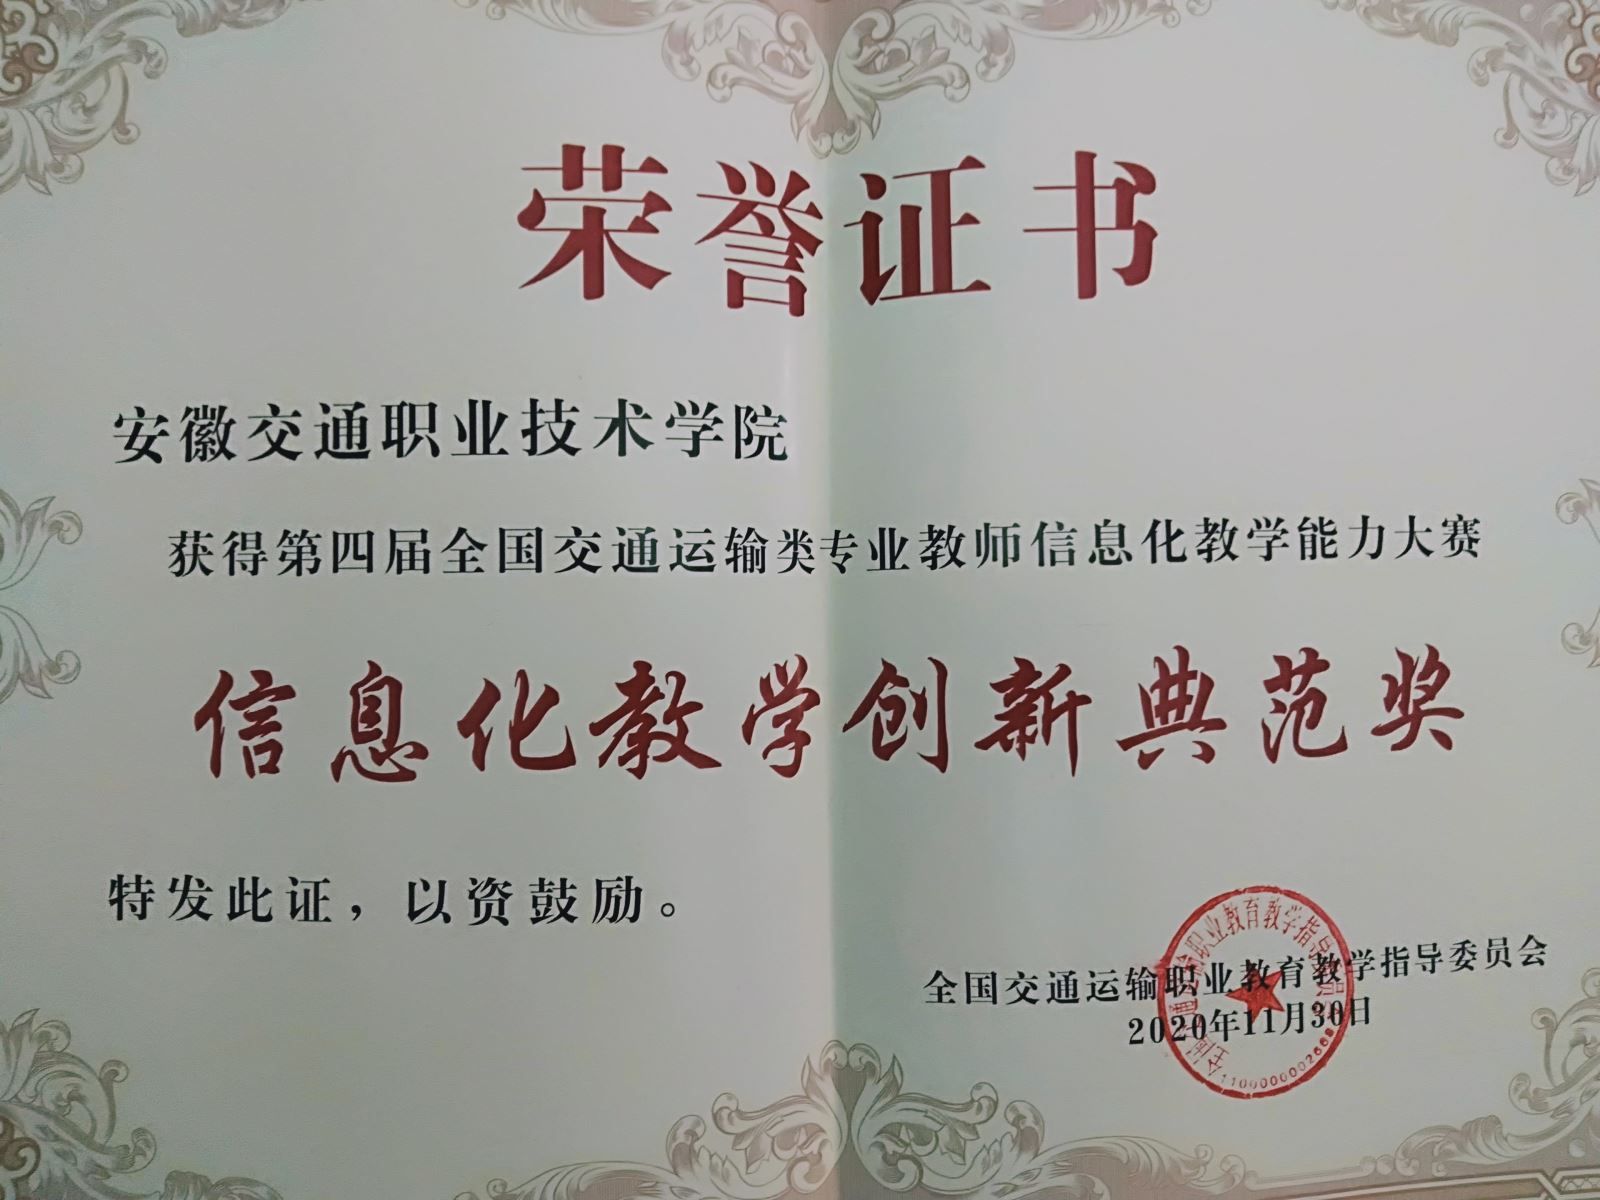 荣誉证书
安徽交通职业技术学院
获得第四届全国交通运输类专业教师信息化教学能力大赛
信息化教学创新典范奖
特发此证，以资鼓励。
全国交通运输职业教育教学指导委员会
2020年11月30日